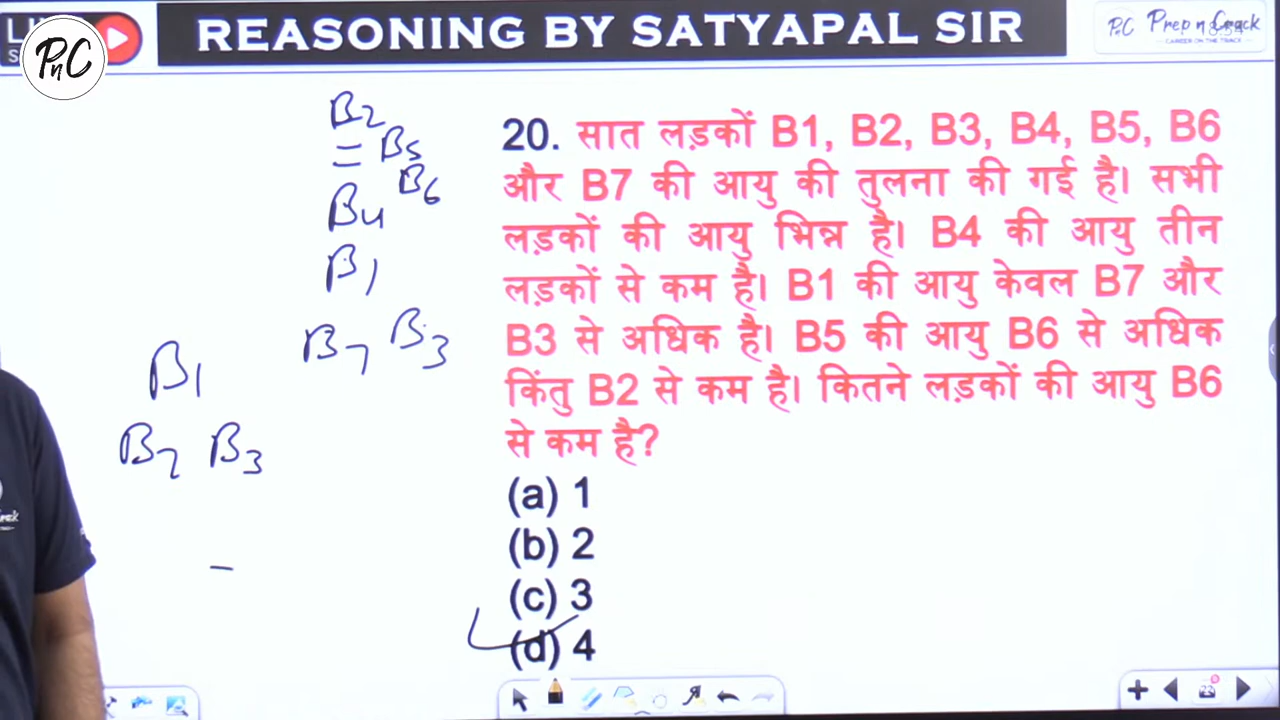 REASONING BY SATYAPAL SIR
PnC
PnC Prep n Crack
CAREER ON THE TRACK
20. सात लड़कों B1, B2, B3, B4, B5, B6
और B7 की आयु की तुलना की गई है। सभी
लड़कों की आयु भिन्न है। B4 की आयु तीन
लड़कों से कम है। B1 की आयु केवल B7 और
B3 से अधिक है। B5 की आयु B6 से अधिक
किंतु B2 से कम है। कितने लड़कों की आयु B6
से कम है?
(a) 1
(b) 2
(c) 3
(d) 4
B2
= B5
B6
B4
B1
B7 B3
B1
B7 B3
23